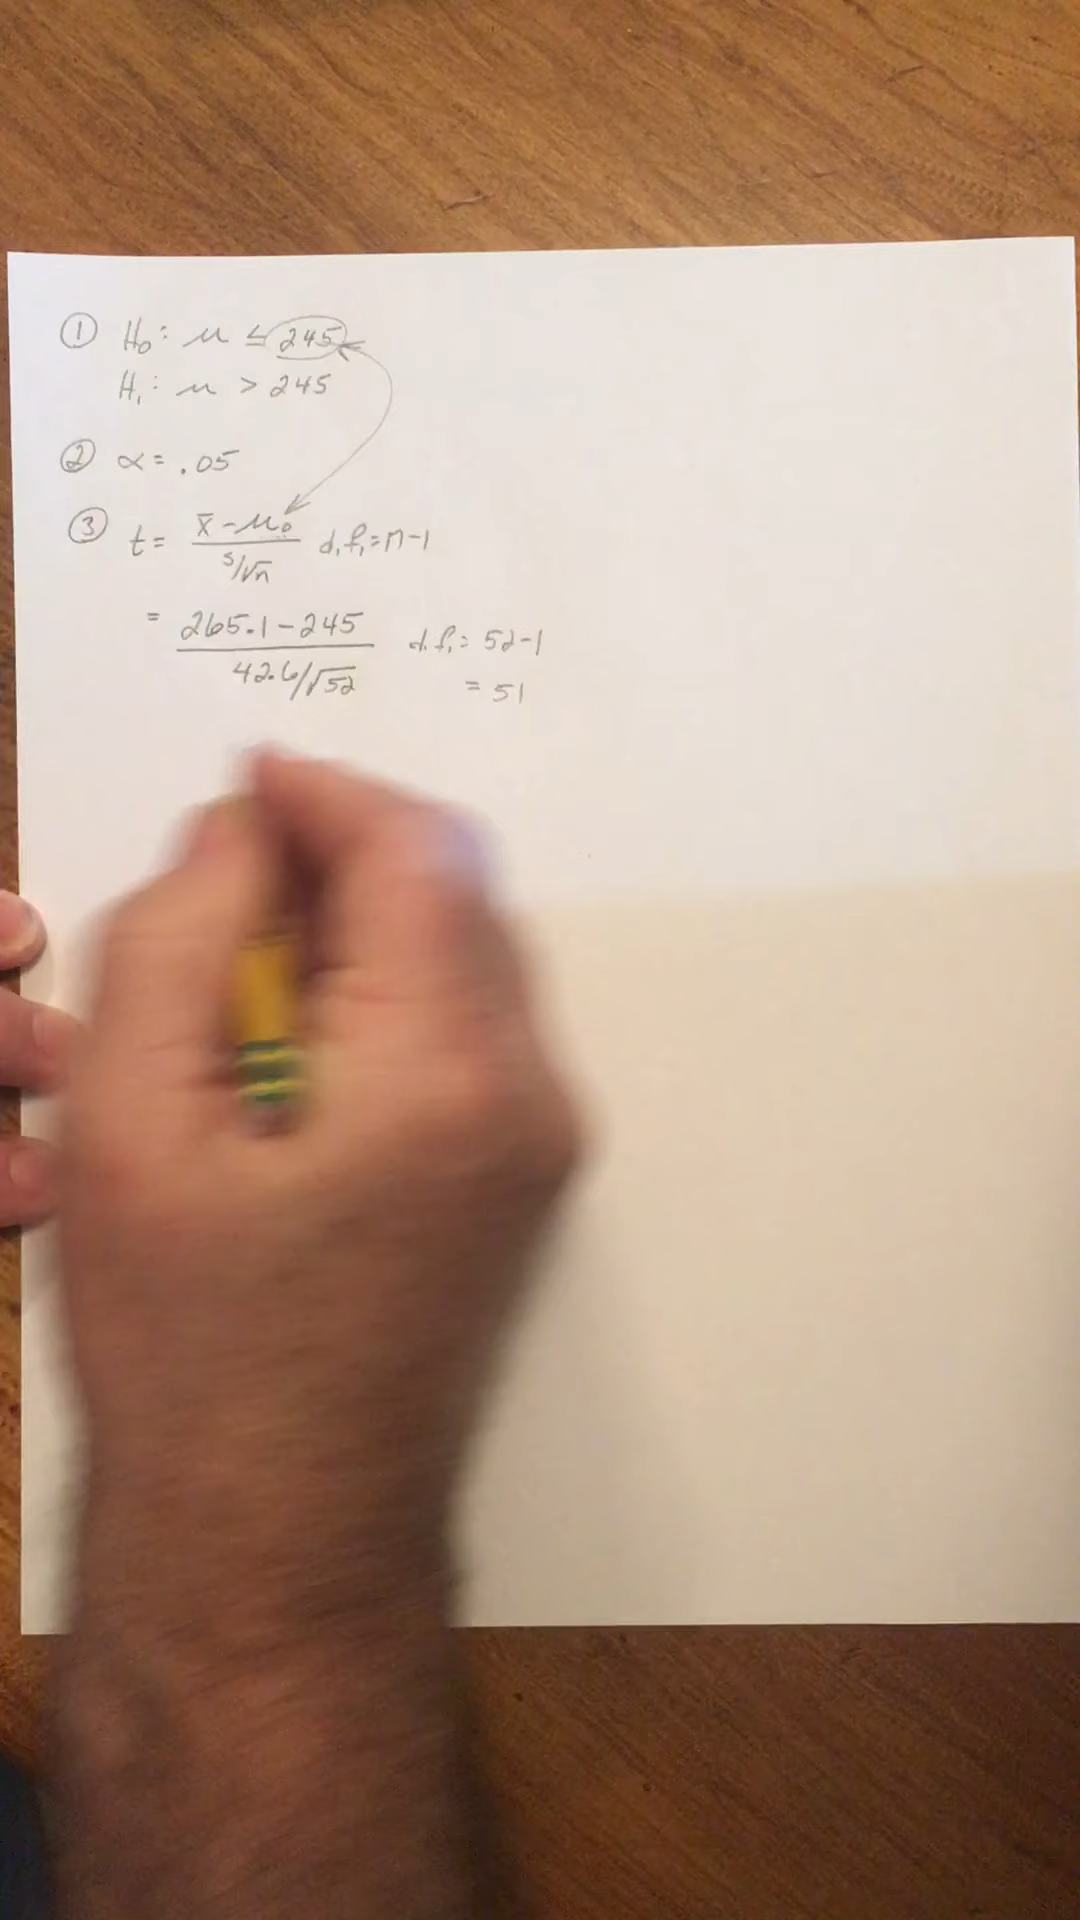 ① H₀: μ ≤ 245
H₁: μ > 245
② α = .05
③ t = x̄ - μ₀ / s/√n d.f. = n-1
= 265.1 - 245 / 42.6/√52 d.f. = 52-1
= 51